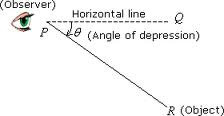 (Observer)
Horizontal line
P
Q
θ
(Angle of depression)
R (Object)